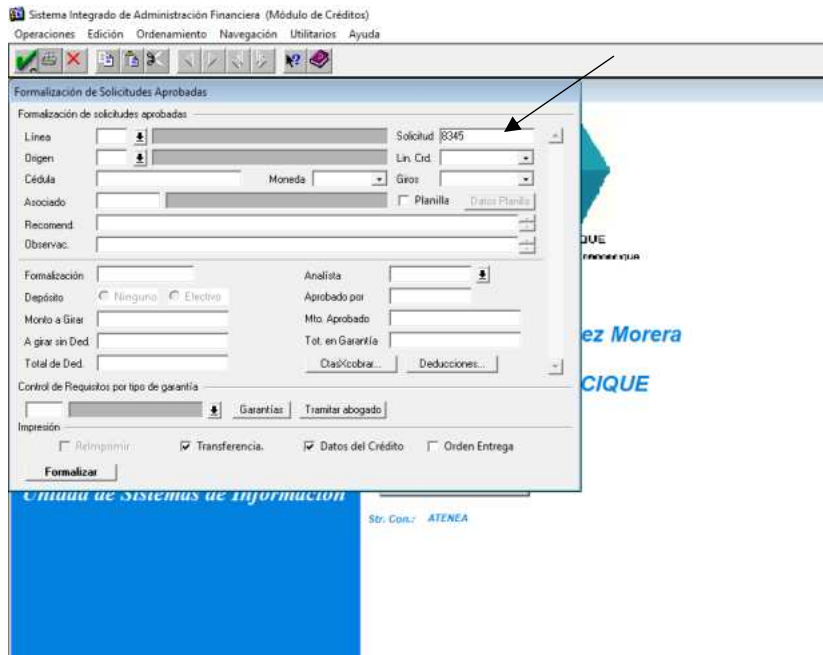 Sistema Integrado de Administración Financiera (Módulo de Créditos)
Operaciones Edición Ordenamiento Navegación Utilitarios Ayuda
Formalización de Solicitudes Aprobadas
Formalización de solicitudes aprobadas
Línea Solicitud 8345
Origen Lin. Crd.
Cédula Moneda Giros
Asociado Planilla Datos Planilla
Recomend.
Observac.
Formalización Analista
Depósito Ninguno Efectivo Aprobado por
Monto a Girar Mto. Aprobado
A girar sin Ded. Tot. en Garantía
Total de Ded. CtasXcobrar... Deducciones...
Control de Requisitos por tipo de garantía
Garantías Tramitar abogado
Impresión
Reimprimir Transferencia. Datos del Crédito Orden Entrega
Formalizar
QUE
ez Morera
CIQUE
Unidad de Sistemas de Información
Str. Con.: ATENEA